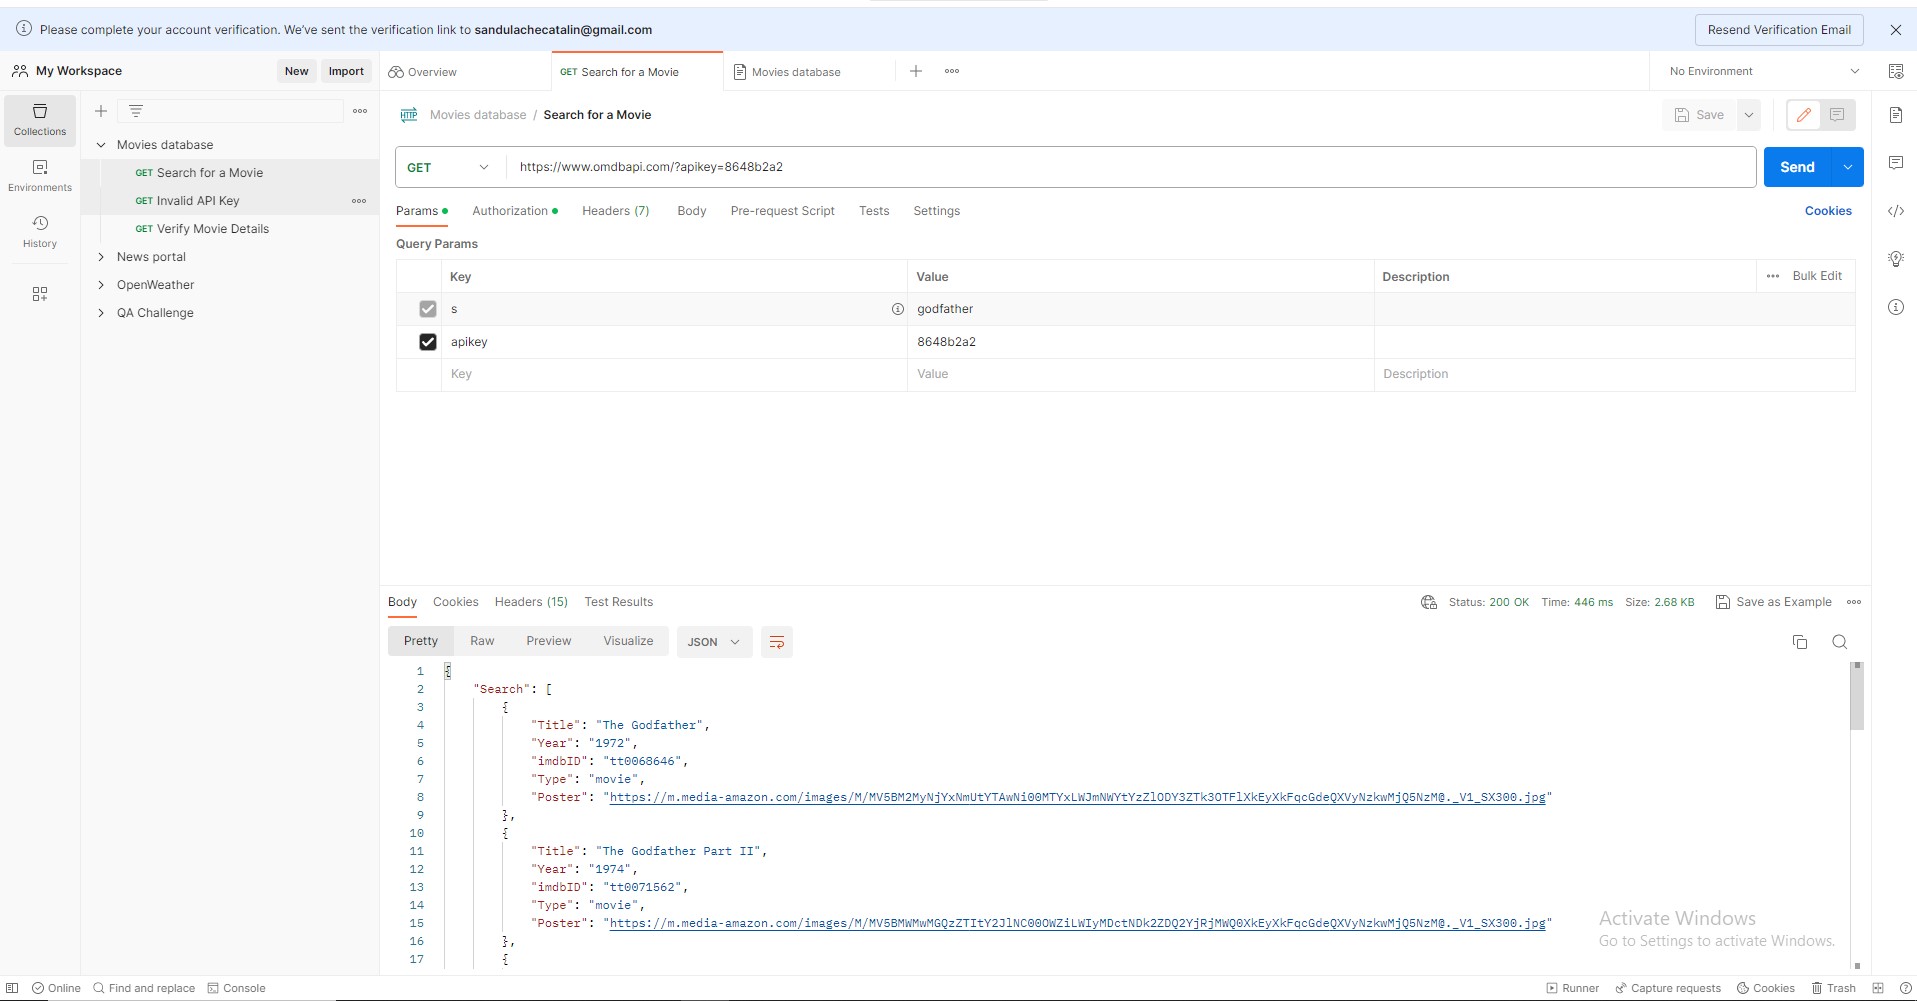 Please complete your account verification. We've sent the verification link to sandulachecatalin@gmail.com
Resend Verification Email
My Workspace
New
Import
Overview
GET Search for a Movie
Movies database
No Environment
Collections
Environments
History
Movies database
GET Search for a Movie
GET Invalid API Key
GET Verify Movie Details
News portal
OpenWeather
QA Challenge
HTTP Movies database / Search for a Movie
Save
GET
https://www.omdbapi.com/?apikey=8648b2a2
Send
Params
Authorization
Headers (7)
Body
Pre-request Script
Tests
Settings
Cookies
Query Params
Key
Value
Description
Bulk Edit
s
godfather
apikey
8648b2a2
Key
Value
Description
Body
Cookies
Headers (15)
Test Results
Status: 200 OK
Time: 446 ms
Size: 2.68 KB
Save as Example
Pretty
Raw
Preview
Visualize
JSON
1 {
2 "Search": [
3 {
4 "Title": "The Godfather",
5 "Year": "1972",
6 "imdbID": "tt0068646",
7 "Type": "movie",
8 "Poster": "https://m.media-amazon.com/images/M/MV5BM2MyNjYxNmUtYTAwNi00MTYxLWJmNWYtYzZlODY3ZTk3OTFlXkEyXkFqcGdeQXVyNzkwMjQ5NzM@._V1_SX300.jpg"
9 },
10 {
11 "Title": "The Godfather Part II",
12 "Year": "1974",
13 "imdbID": "tt0071562",
14 "Type": "movie",
15 "Poster": "https://m.media-amazon.com/images/M/MV5BMWMwMGQzZTItY2JlNC00OWZiLWIyMDctNDk2ZDQ2YjRjMWQ0XkEyXkFqcGdeQXVyNzkwMjQ5NzM@._V1_SX300.jpg"
16 },
17 {
Activate Windows
Go to Settings to activate Windows.
Online
Find and replace
Console
Runner
Capture requests
Cookies
Trash